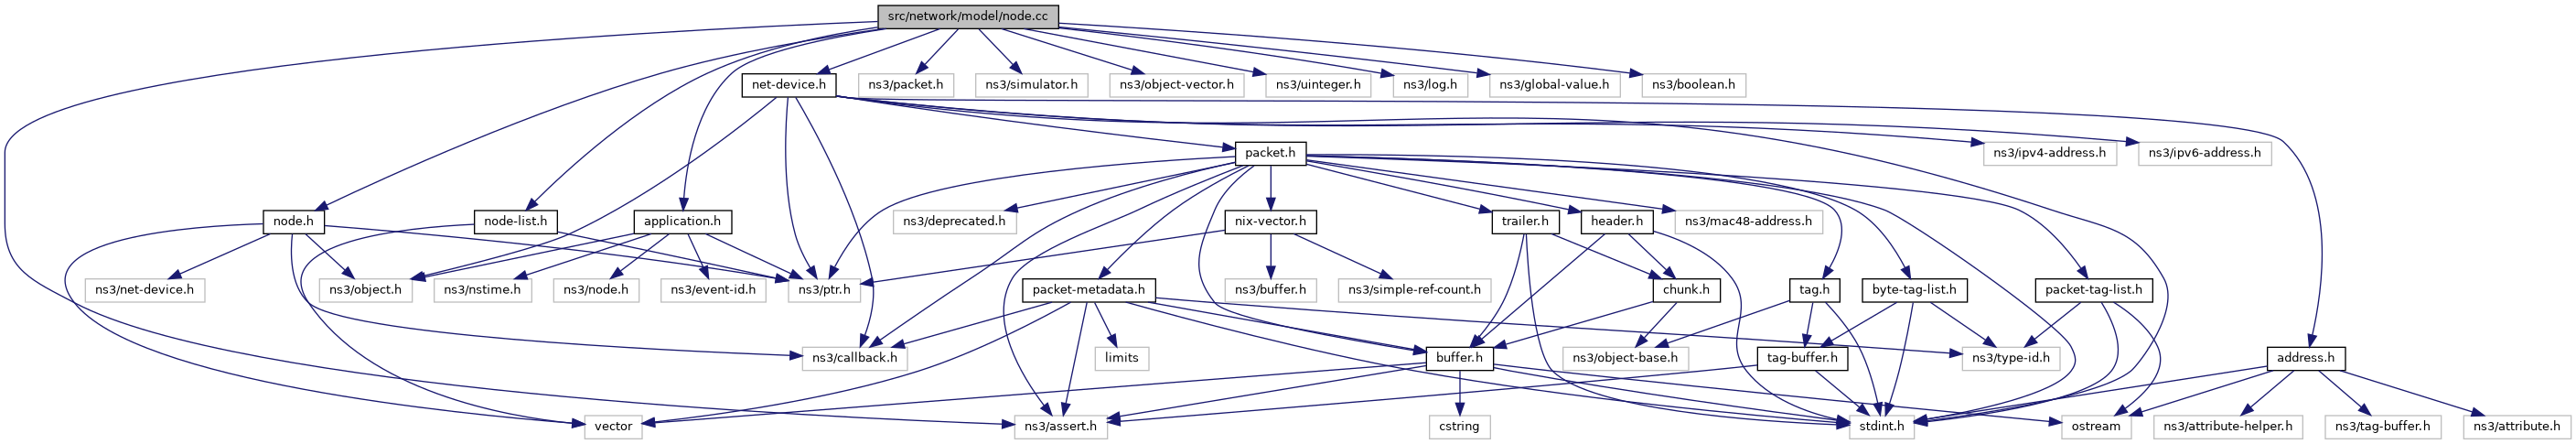 src/network/model/node.cc
net-device.h
ns3/packet.h
ns3/simulator.h
ns3/object-vector.h
ns3/uinteger.h
ns3/log.h
ns3/global-value.h
ns3/boolean.h
packet.h
ns3/ipv4-address.h
ns3/ipv6-address.h
node.h
node-list.h
application.h
ns3/deprecated.h
nix-vector.h
trailer.h
header.h
ns3/mac48-address.h
ns3/net-device.h
ns3/object.h
ns3/nstime.h
ns3/node.h
ns3/event-id.h
ns3/ptr.h
packet-metadata.h
ns3/buffer.h
ns3/simple-ref-count.h
chunk.h
tag.h
byte-tag-list.h
packet-tag-list.h
ns3/callback.h
limits
buffer.h
ns3/object-base.h
tag-buffer.h
ns3/type-id.h
address.h
vector
ns3/assert.h
cstring
stdint.h
ostream
ns3/attribute-helper.h
ns3/tag-buffer.h
ns3/attribute.h